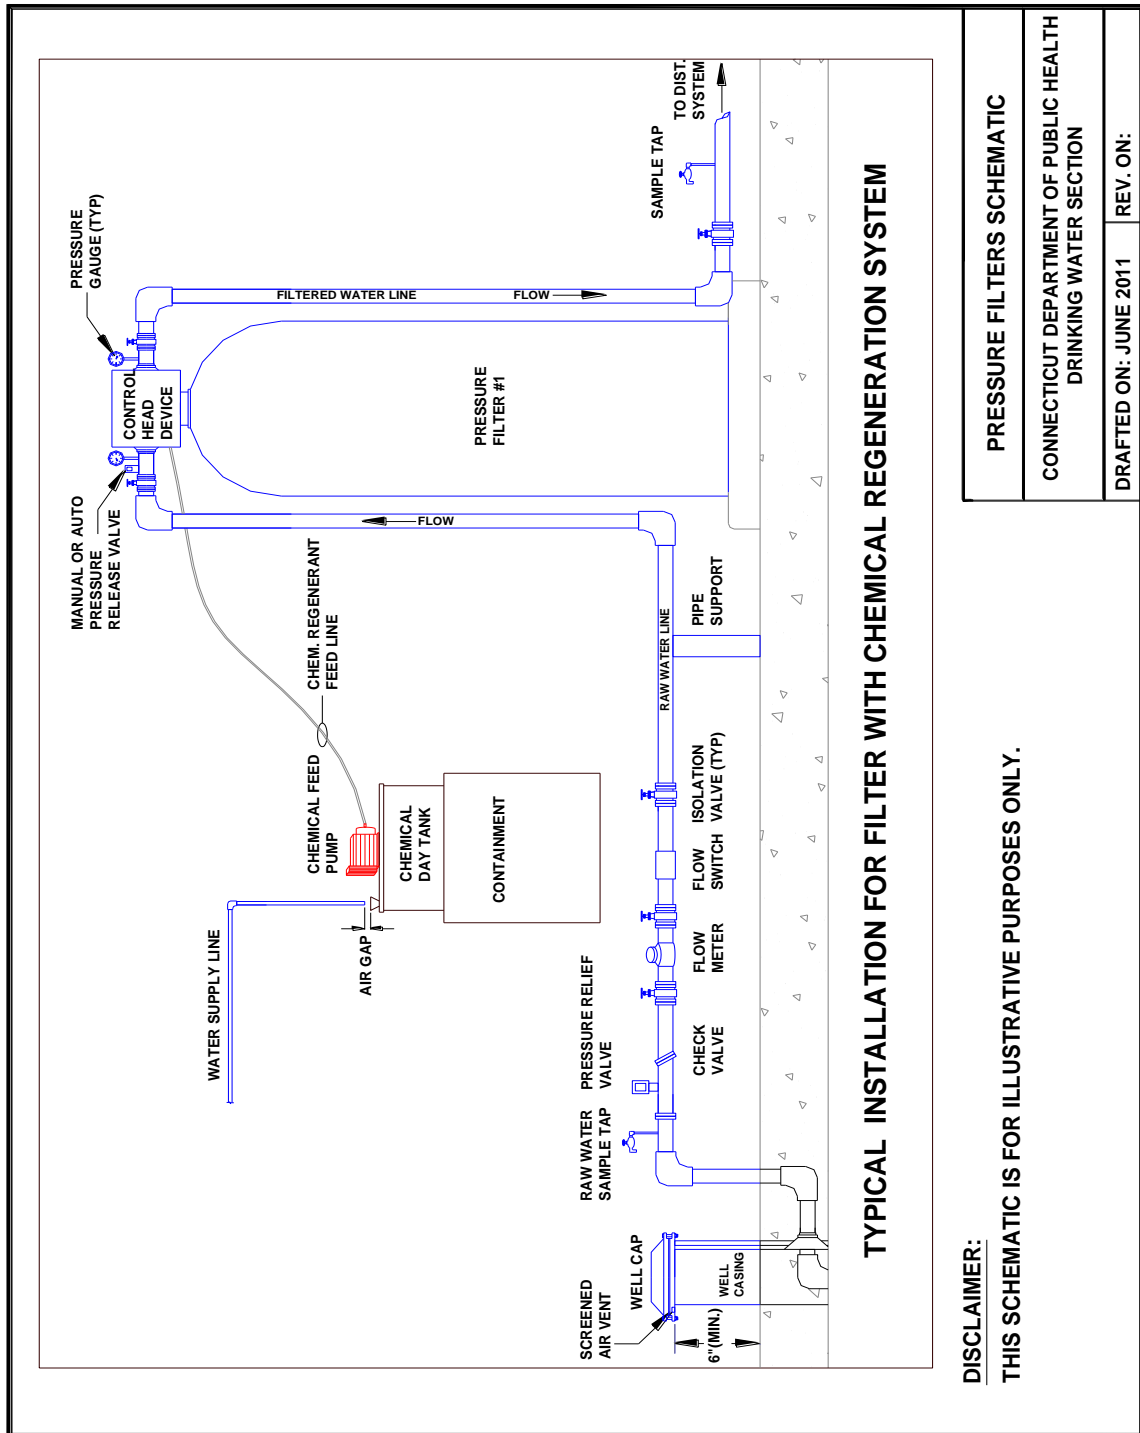 PRESSURE
GAUGE (TYP)
MANUAL OR AUTO
PRESSURE
RELEASE VALVE
CONTROL
HEAD
DEVICE
FILTERED WATER LINE
FLOW
SAMPLE TAP
TO DIST.
SYSTEM
WATER SUPPLY LINE
AIR GAP
CHEMICAL FEED
PUMP
CHEM. REGENERANT
FEED LINE
CHEMICAL
DAY TANK
CONTAINMENT
FLOW
PRESSURE
FILTER #1
SCREENED
AIR VENT
WELL CAP
WELL
CASING
6"(MIN.)
RAW WATER
SAMPLE TAP
PRESSURE RELIEF
VALVE
CHECK
VALVE
FLOW
METER
FLOW
SWITCH
ISOLATION
VALVE (TYP)
RAW WATER LINE
PIPE
SUPPORT
TYPICAL INSTALLATION FOR FILTER WITH CHEMICAL REGENERATION SYSTEM
DISCLAIMER:
THIS SCHEMATIC IS FOR ILLUSTRATIVE PURPOSES ONLY.
PRESSURE FILTERS SCHEMATIC
CONNECTICUT DEPARTMENT OF PUBLIC HEALTH
DRINKING WATER SECTION
DRAFTED ON: JUNE 2011
REV. ON: